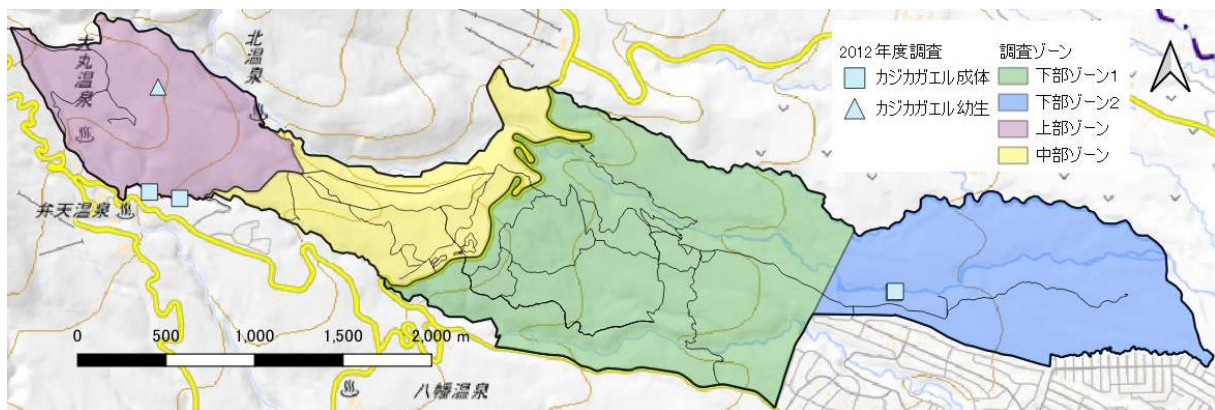 大丸温泉
北温泉
弁天温泉
八幡温泉
2012年度調査
カジカガエル成体
カジカガエル幼生
調査ゾーン
下部ゾーン1
下部ゾーン2
上部ゾーン
中部ゾーン
0 500 1,000 1,500 2,000 m